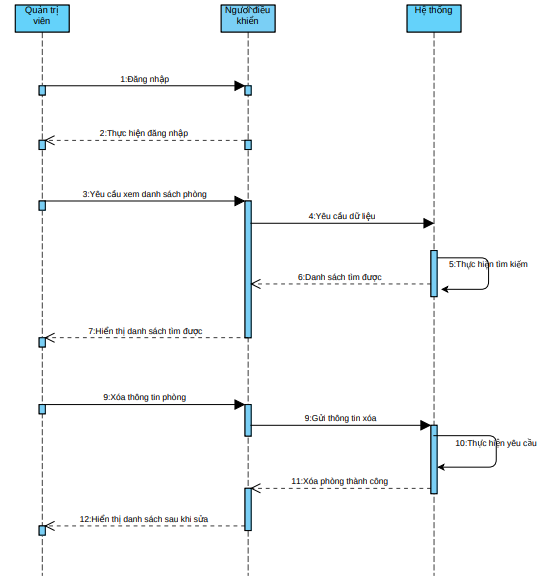 Quản trị
viên
Người điều
khiển
Hệ thống
1:Đăng nhập
2:Thực hiện đăng nhập
3:Yêu cầu xem danh sách phòng
4:Yêu cầu dữ liệu
5:Thực hiện tìm kiếm
6:Danh sách tìm được
7:Hiển thị danh sách tìm được
9:Xóa thông tin phòng
9:Gửi thông tin xóa
10:Thực hiện yêu cầu
11:Xóa phòng thành công
12:Hiển thị danh sách sau khi sửa